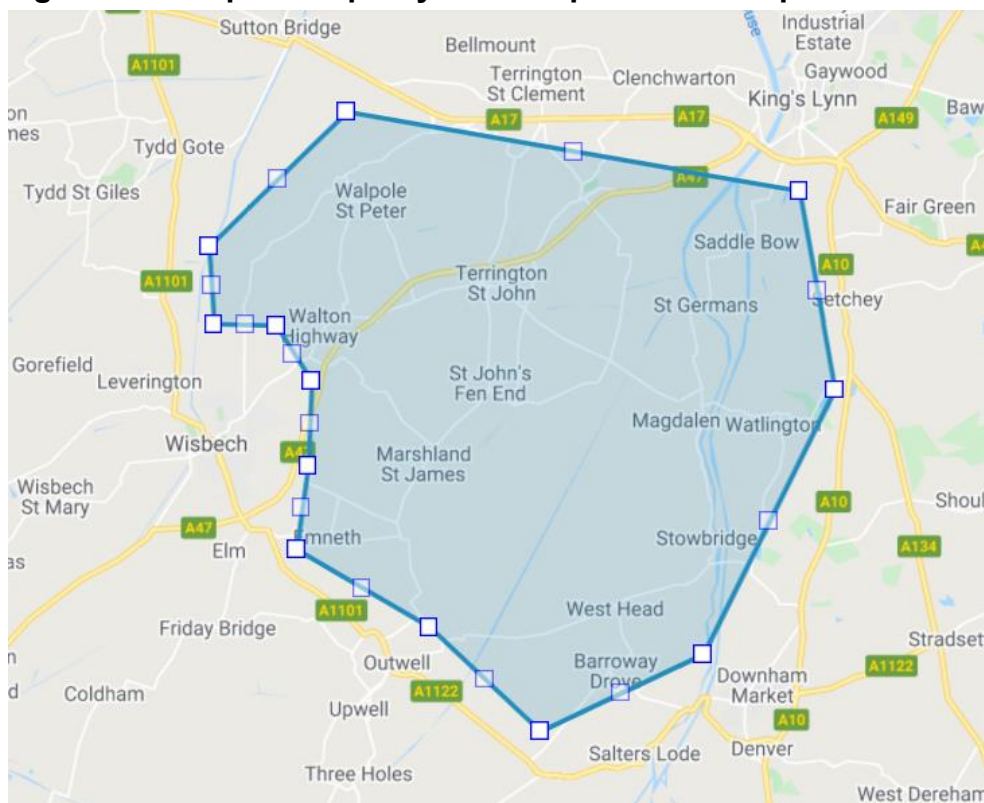 Sutton Bridge
Bellmount
Industrial
Estate
A1101
Terrington
St Clement
Clenchwarton
Gaywood
King's Lynn
A17
A17
A149
Tydd Gote
Tydd St Giles
Walpole
St Peter
A47
Fair Green
Saddle Bow
A1101
Terrington
St John
A10
St Germans
Setchey
Walton
Highway
Gorefield
Leverington
St John's
Fen End
Magdalen
Watlington
Wisbech
Marshland
St James
Wisbech
St Mary
A10
A47
Emneth
Elm
Stowbridge
A134
A1101
West Head
Friday Bridge
Outwell
Barroway
Drove
A1122
Coldham
A1122
Downham
Market
Upwell
A10
Salters Lode
Denver
Three Holes
West Dereham